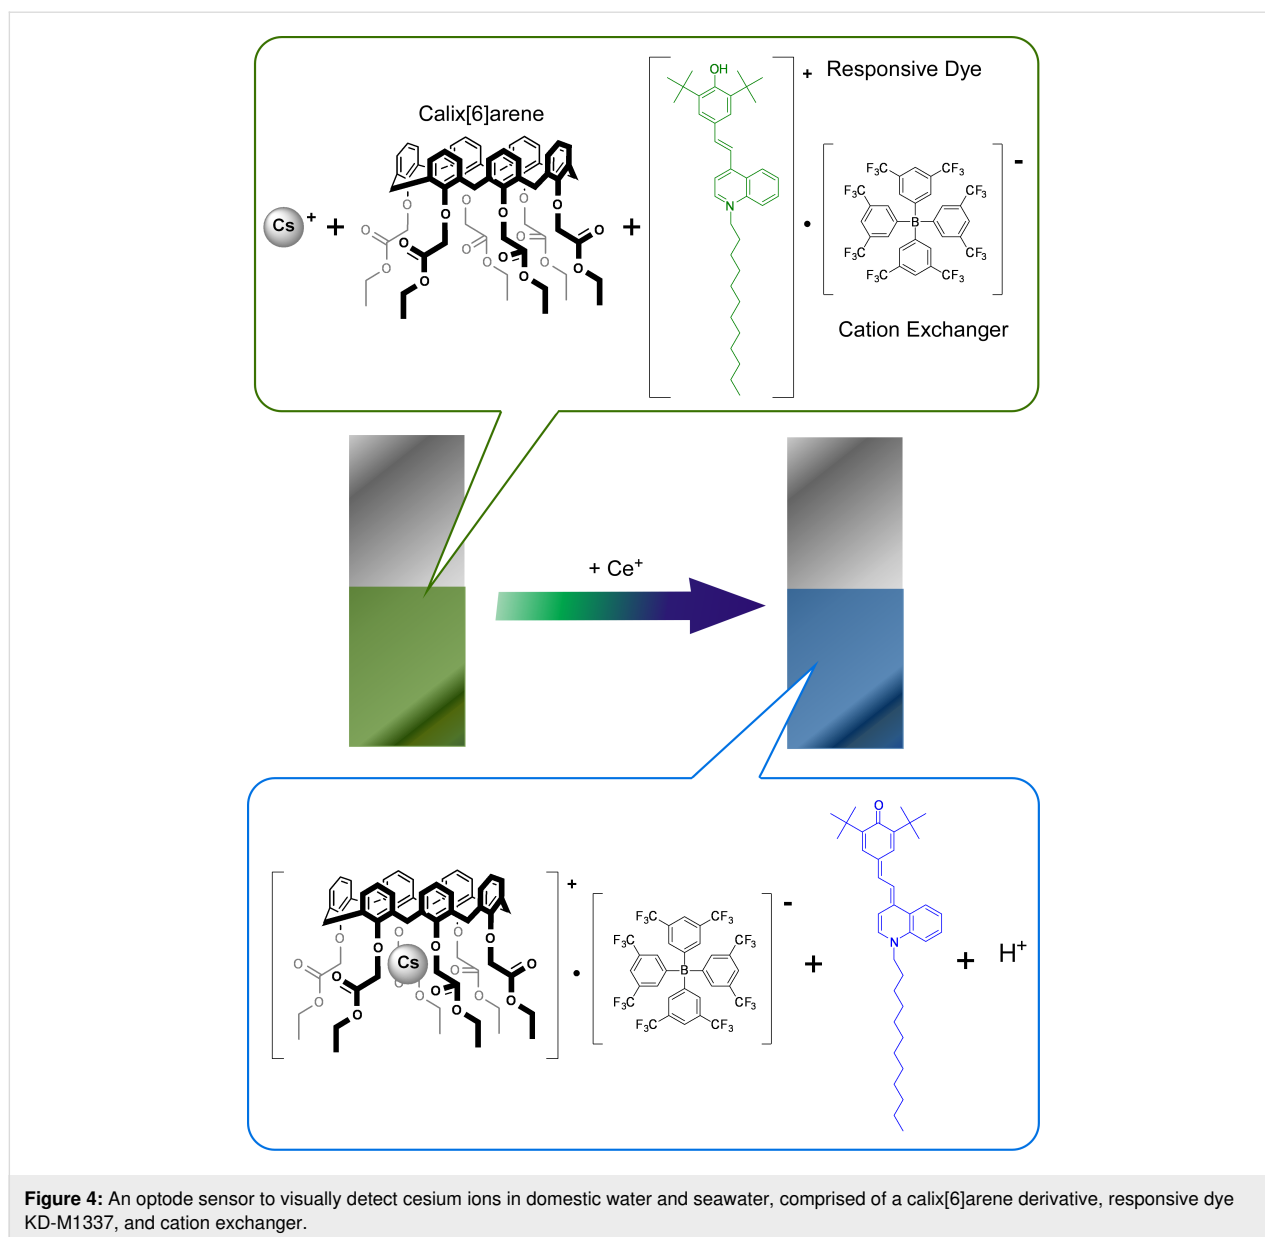 OH
+ Responsive Dye
Calix[6]arene
-
F₃C CF₃
F₃C CF₃
Cs + + + N • B
O O O O O O
O O O O O O
O O O O O O
F₃C CF₃
F₃C CF₃
Cation Exchanger
+ Ce⁺
O
+
-
F₃C CF₃
F₃C CF₃
O O O O O
Cs • B + N + H⁺
O O O O O
O O O O O
F₃C CF₃
F₃C CF₃
Figure 4: An optode sensor to visually detect cesium ions in domestic water and seawater, comprised of a calix[6]arene derivative, responsive dye
KD-M1337, and cation exchanger.